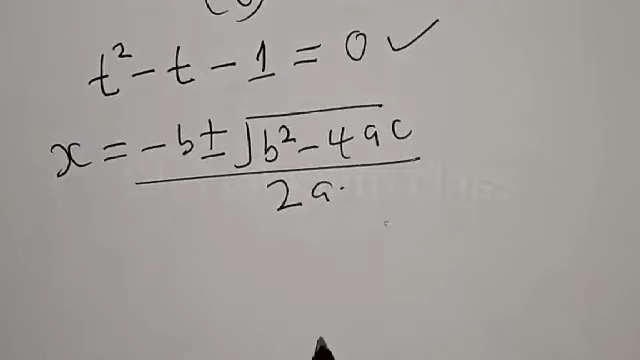 t² - t - 1 = 0 ✓
x = (-b ± √(b² - 4ac)) / 2a.